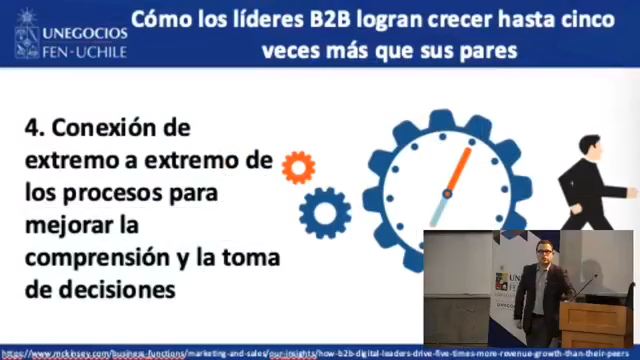 Cómo los líderes B2B logran crecer hasta cinco
veces más que sus pares
UNEGOCIOS
FEN-UCHILE
4. Conexión de
extremo a extremo de
los procesos para
mejorar la
comprensión y la toma
de decisiones
https://www.mckinsey.com/business-functions/marketing-and-sales/our-insights/how-b2b-digital-leaders-drive-five-times-more-revenue-growth-than-their-peers